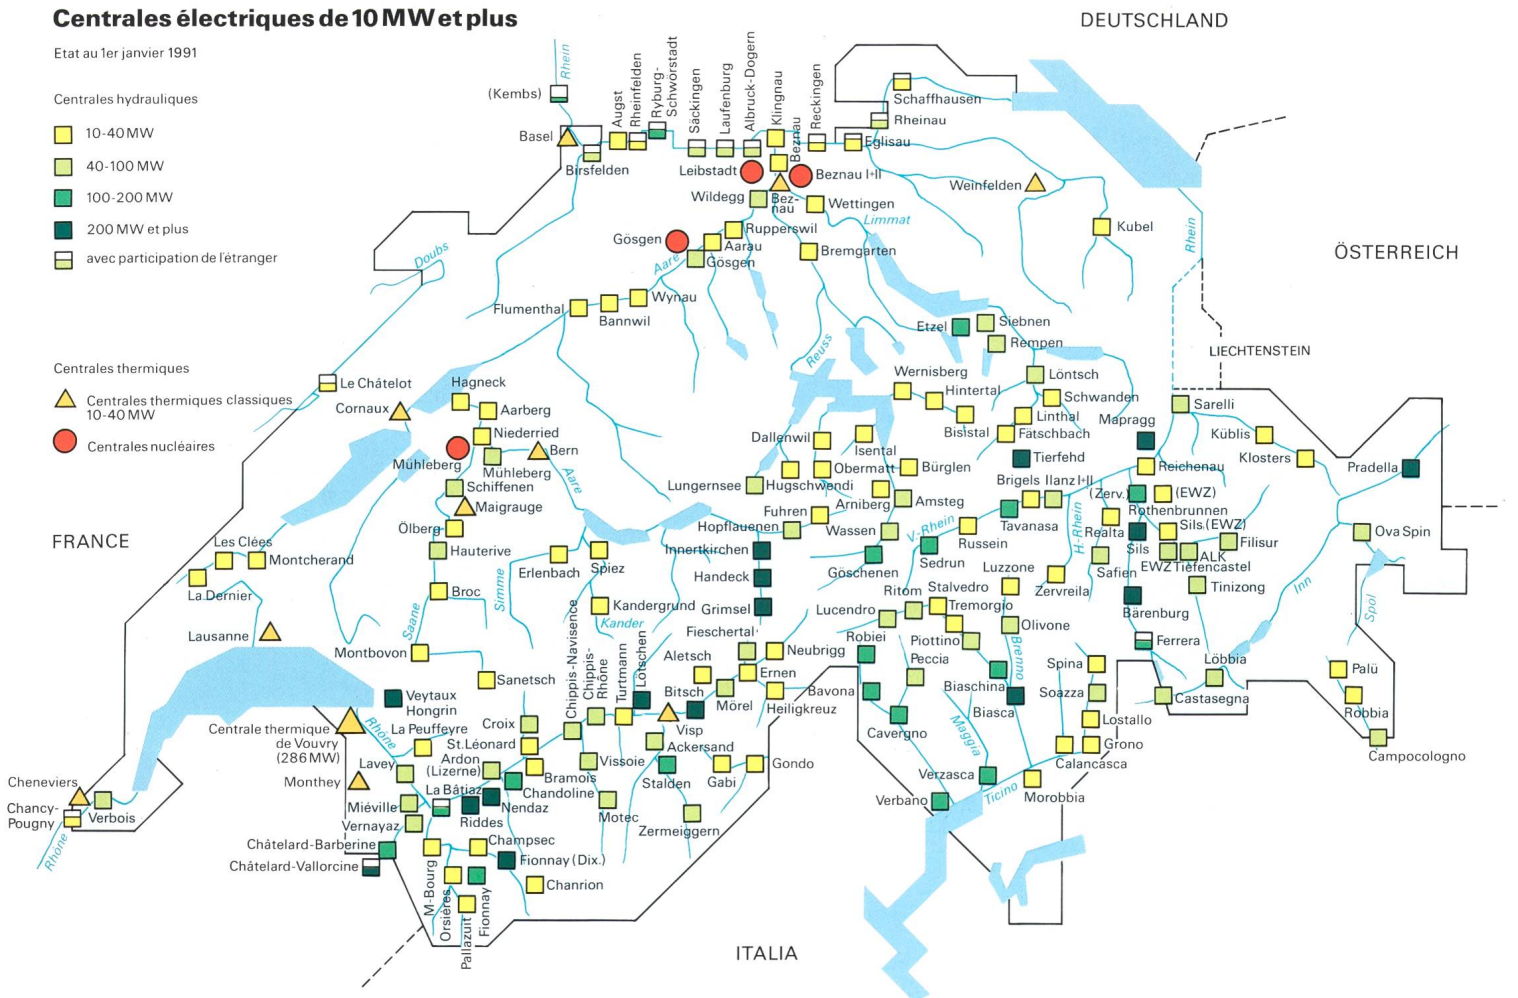 Centrales électriques de 10 MW et plus
Etat au 1er janvier 1991
Centrales hydrauliques
10-40 MW
40-100 MW
100-200 MW
200 MW et plus
avec participation de l'étranger
Centrales thermiques
Centrales thermiques classiques
10-40 MW
Centrales nucléaires
DEUTSCHLAND
ÖSTERREICH
LIECHTENSTEIN
FRANCE
ITALIA
Rhein
(Kembs)
Basel
Birsfelden
Augst
Rheinfelden
Ryburg-
Schwörstadt
Säckingen
Laufenburg
Albruck-Dogern
Klingnau
Beznau
Reckingen
Schaffhausen
Rheinau
Eglisau
Leibstadt
Beznau I+II
Bez-
nau
Weinfelden
Wildegg
Wettingen
Limmat
Kubel
Rhein
Gösgen
Rupperswil
Aarau
Gösgen
Bremgarten
Aare
Doubs
Flumenthal
Bannwil
Wynau
Etzel
Siebnen
Rempen
Reuss
Le Châtelot
Hagneck
Cornaux
Aarberg
Niederried
Mühleberg
Mühleberg
Bern
Schiffenen
Maigrauge
Aare
Ölberg
Hauterive
Wernisberg
Hintertal
Bisistal
Löntsch
Schwanden
Linthal
Fätschbach
Tierfehd
Mapragg
Sarelli
Küblis
Klosters
Pradella
Dallenwil
Isental
Obermatt
Bürglen
Lungernsee
Hugschwendi
Arniberg
Amsteg
Fuhren
Wassen
Hopflauenen
Brigels
Ilanz I+II
Tavanasa
Reichenau
(Zerv.)
(EWZ)
Rothenbrunnen
Realta
Sils (EWZ)
Sils
ALK
Filisur
EWZ
Tiefencastel
Tinizong
Ova Spin
V-Rhein
H-Rhein
Russein
Sedrun
Safien
Zervreila
Les Clées
Montcherand
La Dernier
Innertkirchen
Handeck
Grimsel
Göschenen
Erlenbach
Spiez
Simme
Kandergrund
Kander
Broc
Saane
Luzzone
Stalvedro
Ritom
Tremorgio
Lucendro
Olivone
Piottino
Bärenburg
Ferrera
Inn
Spöl
Lausanne
Montbovon
Sanetsch
Fieschertal
Neubrigg
Aletsch
Ernen
Bitsch
Mörel
Heiligkreuz
Robiei
Peccia
Brenno
Biaschina
Biasca
Spina
Soazza
Lostallo
Grono
Calancasca
Löbbia
Castasegna
Palü
Robbia
Campocologno
Veytaux
Hongrin
Centrale thermique
de Vouvry
(286 MW)
Rhône
La Peuffeyre
Croix
Chippis-Navisence
Chippis-
Rhône
Turtmann
Lötschen
Visp
Bavona
Cavergno
Maggia
Verzasca
Verbano
Ticino
Morobbia
St. Léonard
Ardon
(Lizerne)
Bramois
Chandoline
Vissoie
Ackersand
Stalden
Gabi
Gondo
Motec
Zermeiggern
Lavey
Monthey
La Bâtiaz
Nendaz
Riddes
Miéville
Vernayaz
Cheneviers
Chancy-
Pougny
Verbois
Rhône
Châtelard-Barberine
Châtelard-Vallorcine
Champsec
Fionnay (Dix.)
Chanrion
M-Bourg
Orsières
Pallazuit
Fionnay